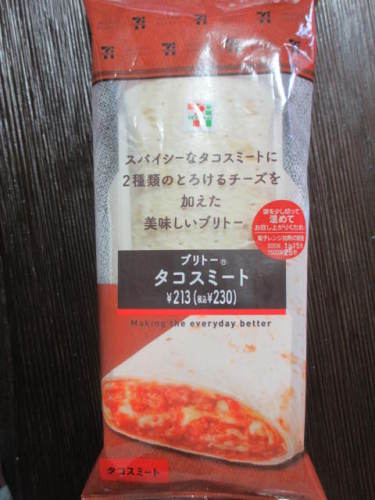 スパイシーなタコスミートに
2種類のとろけるチーズを
加えた
美味しいブリトー®
袋を少し切って
温めて
お召し上がりください
ブリトー®
タコスミート
¥213(税込¥230)
Making the everyday better
タコスミート